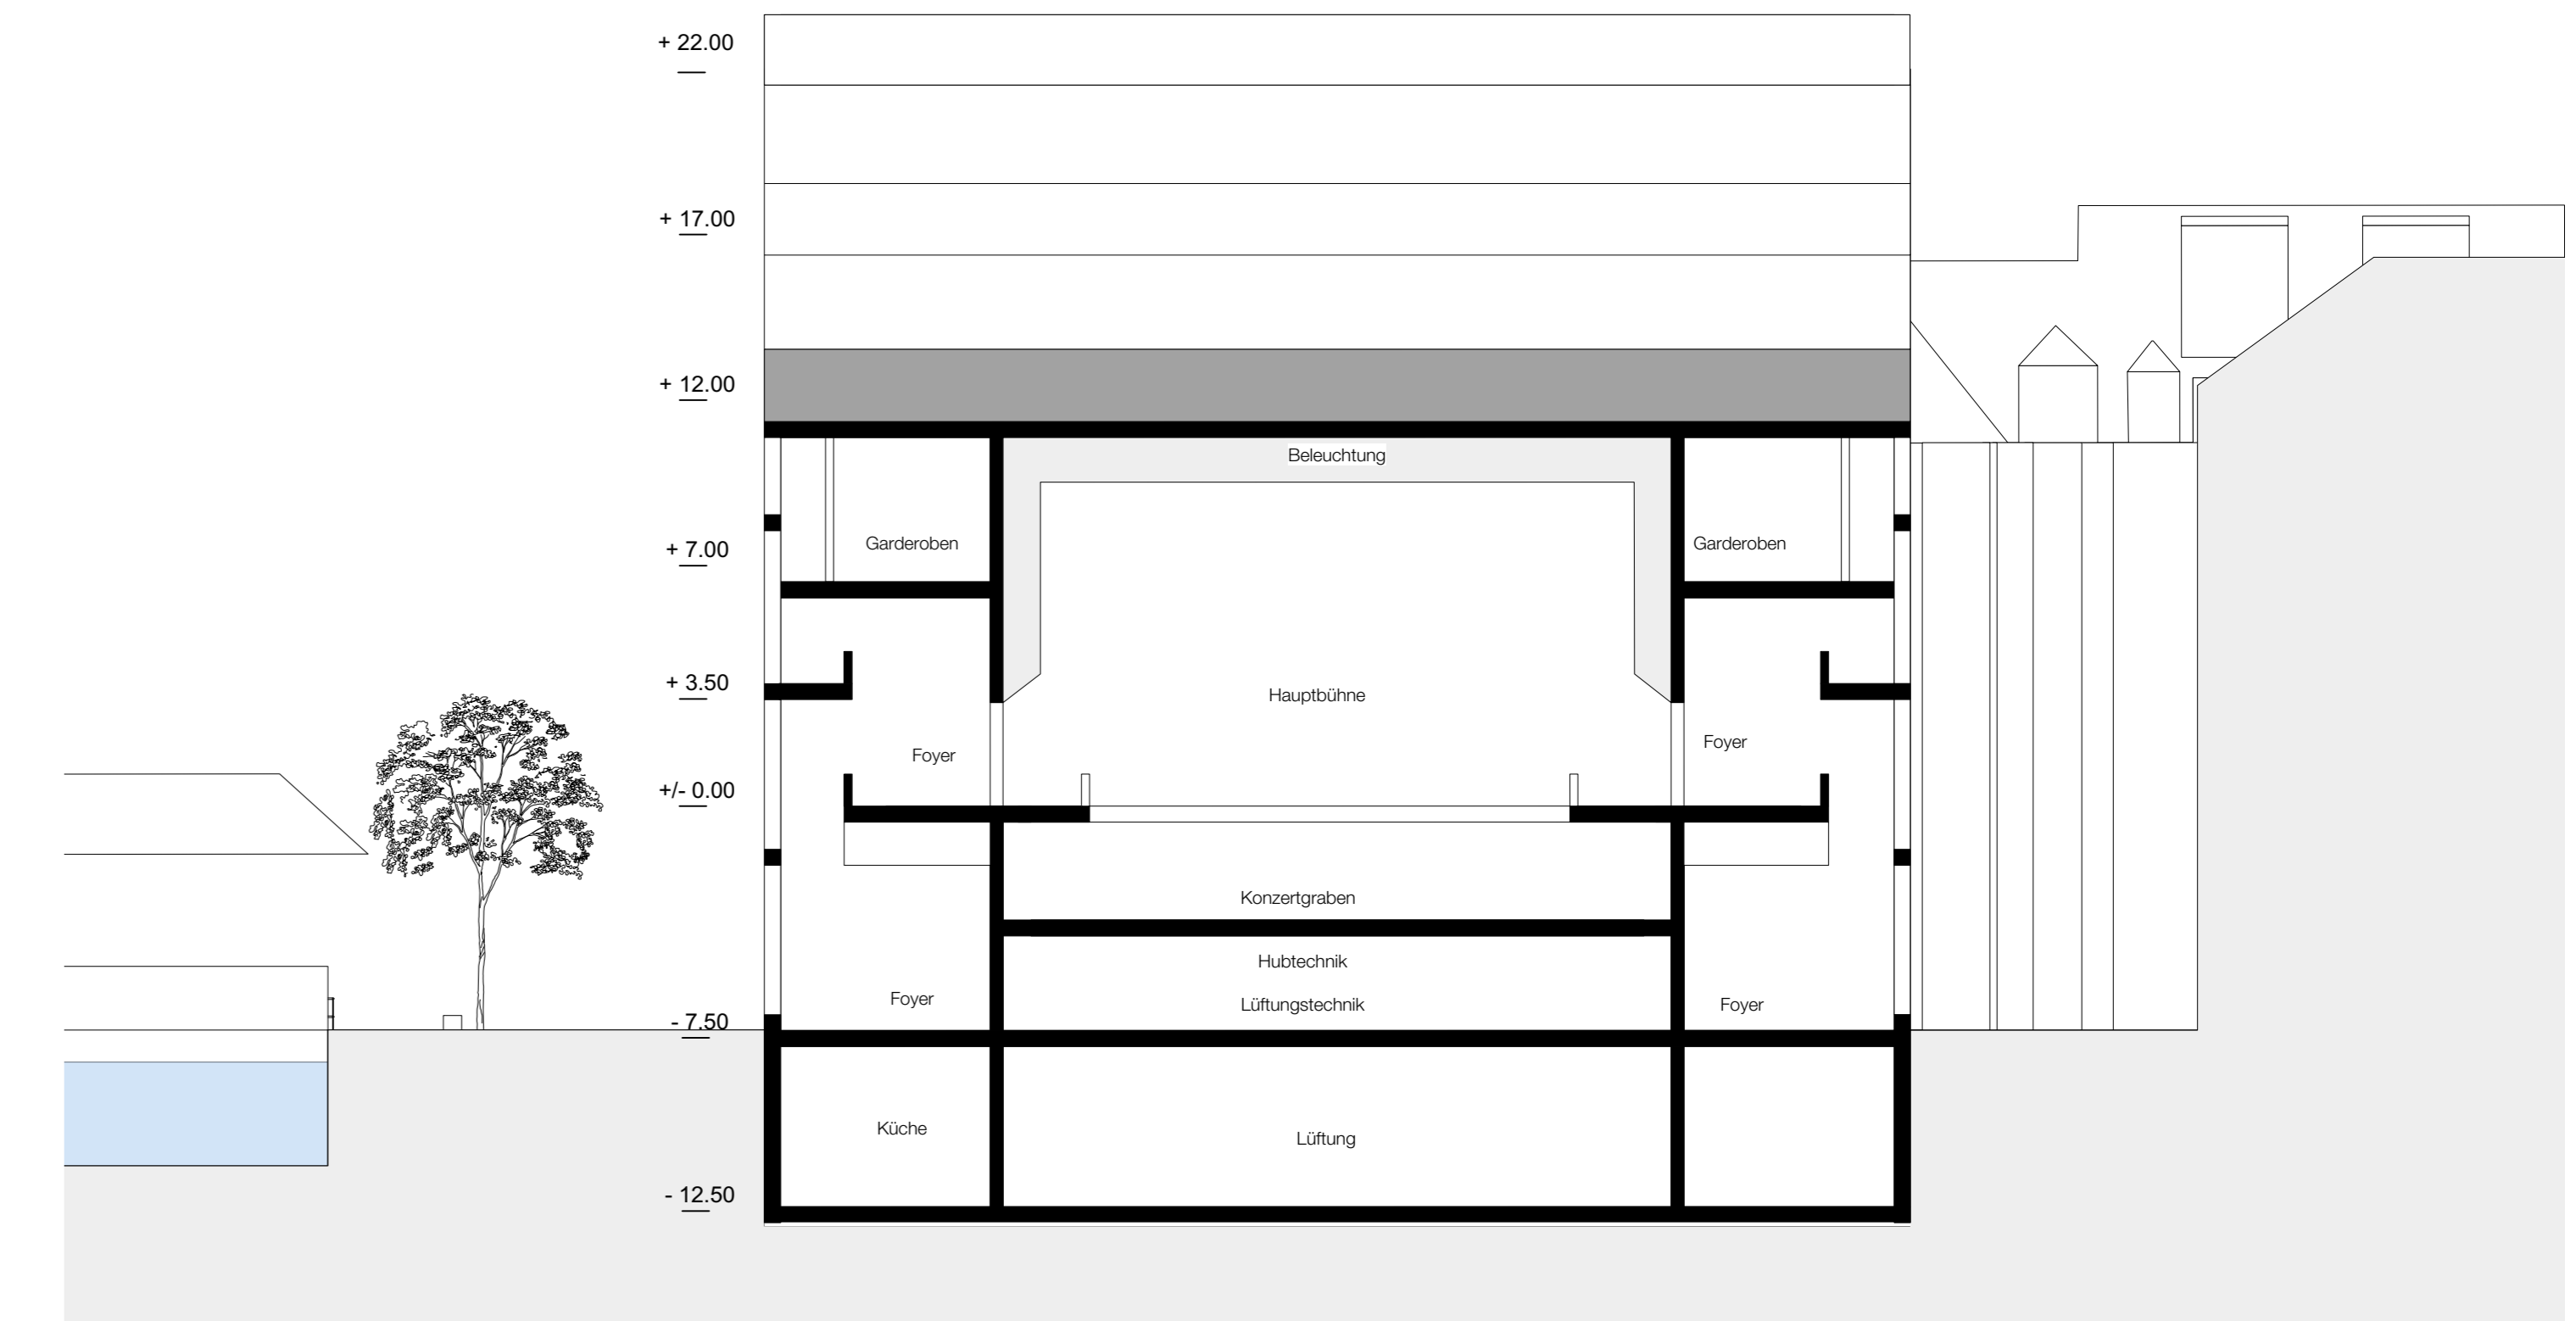 + 22.00
+ 17.00
+ 12.00
Beleuchtung
Garderoben
Garderoben
+ 7.00
+ 3.50
Hauptbühne
Foyer
Foyer
+/- 0.00
Konzertgraben
Hubtechnik
Foyer
Lüftungstechnik
Foyer
- 7.50
Küche
Lüftung
- 12.50